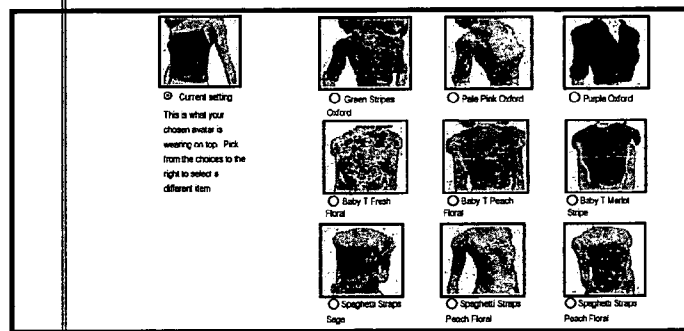 Current setting
This is what your
chosen avatar is
wearing on top. Pick
from the choices to the
right to select a
different item
Green Stripes
Oxford
Pale Pink Oxford
Purple Oxford
Baby T Fresh
Floral
Baby T Peach
Floral
Baby T Merlot
Stripe
Spaghetti Straps
Sage
Spaghetti Straps
Peach Floral
Spaghetti Straps
Peach Floral